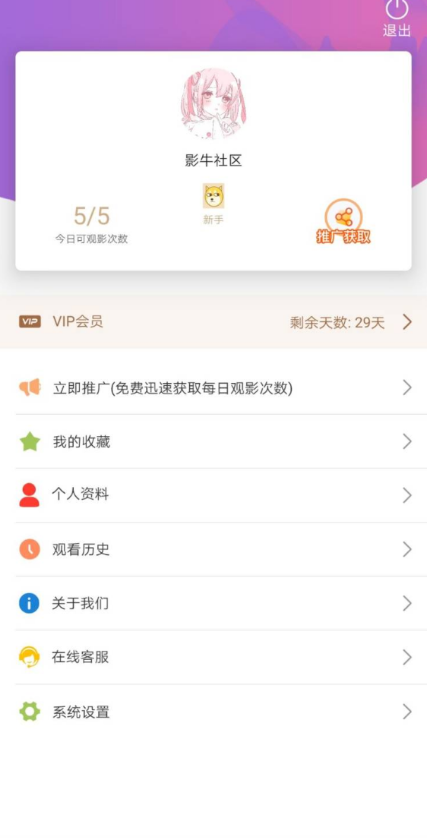 退出
影牛社区
5/5
今日可观影次数
新手
推广获取
VIP VIP会员 剩余天数: 29天
立即推广(免费迅速获取每日观影次数)
我的收藏
个人资料
观看历史
关于我们
在线客服
系统设置